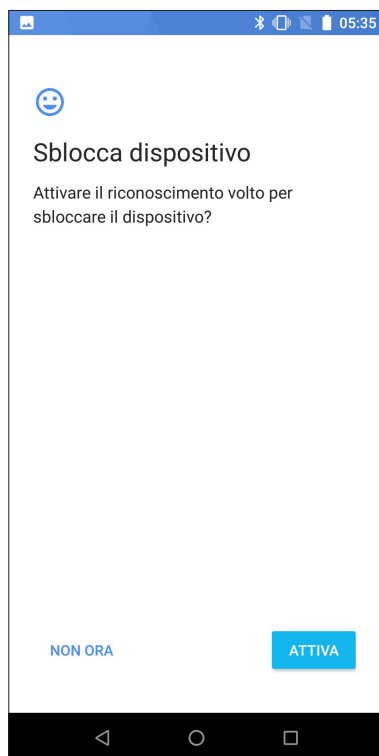 05:35
Sblocca dispositivo
Attivare il riconoscimento volto per
sbloccare il dispositivo?
NON ORA
ATTIVA